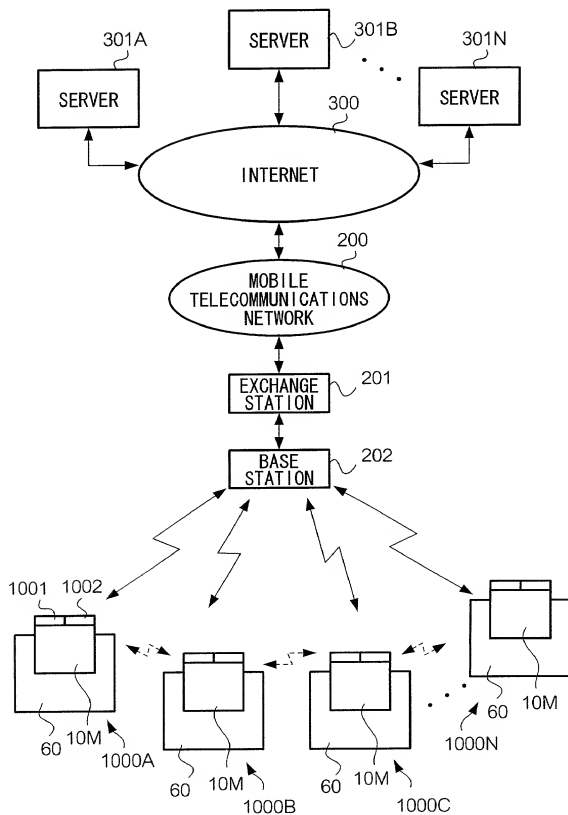 301A
301B
301N
SERVER
SERVER
SERVER
300
INTERNET
200
MOBILE
TELECOMMUNICATIONS
NETWORK
201
EXCHANGE
STATION
202
BASE
STATION
1001
1002
60
10M
1000A
60
10M
1000B
60
10M
1000C
60
10M
1000N